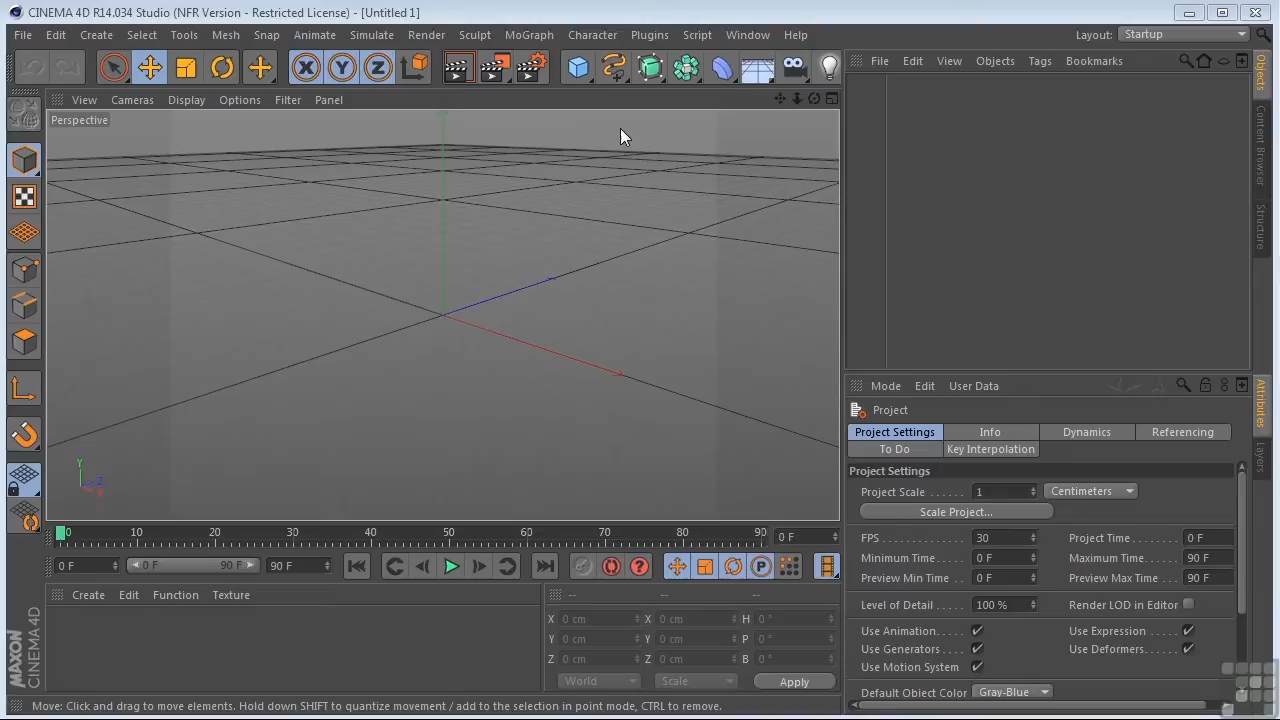 CINEMA 4D R14.034 Studio (NFR Version - Restricted License) - [Untitled 1]
File Edit Create Select Tools Mesh Snap Animate Simulate Render Sculpt MoGraph Character Plugins Script Window Help Layout: Startup
X Y Z
File Edit View Objects Tags Bookmarks
View Cameras Display Options Filter Panel
Perspective
Y
Z
X
Objects
Content Browser
Structure
Mode Edit User Data
Project
Project Settings Info Dynamics Referencing
To Do Key Interpolation
Project Settings
Project Scale ...... 1 Centimeters
Scale Project...
FPS ............... 30 Project Time ........ 0 F
Minimum Time..... 0 F Maximum Time.... 90 F
Preview Min Time 0 F Preview Max Time 90 F
Level of Detail ..... 100 % Render LOD in Editor
Use Animation..... Use Expression
Use Generators.... Use Deformers..
Use Motion System
Default Object Color Gray-Blue
Attributes
Layers
0 10 20 30 40 50 60 70 80 90 0 F
0 F 0 F 90 F 90 F
P
Create Edit Function Texture
-- -- --
X 0 cm X 0 cm H 0 °
Y 0 cm Y 0 cm P 0 °
Z 0 cm Z 0 cm B 0 °
World Scale Apply
MAXON
CINEMA 4D
Move: Click and drag to move elements. Hold down SHIFT to quantize movement / add to the selection in point mode, CTRL to remove.